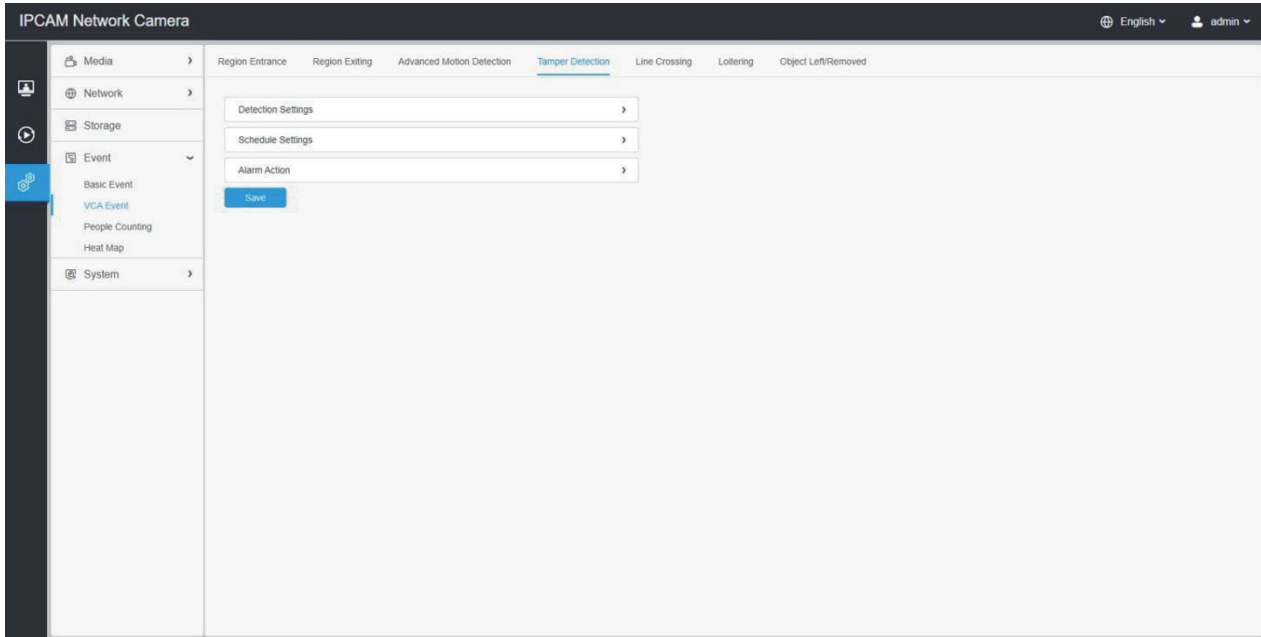 IPCAM Network Camera
English
admin
Media
Network
Storage
Event
Basic Event
VCA Event
People Counting
Heat Map
System
Region Entrance Region Exiting Advanced Motion Detection Tamper Detection Line Crossing Loitering Object Left/Removed
Detection Settings
Schedule Settings
Alarm Action
Save